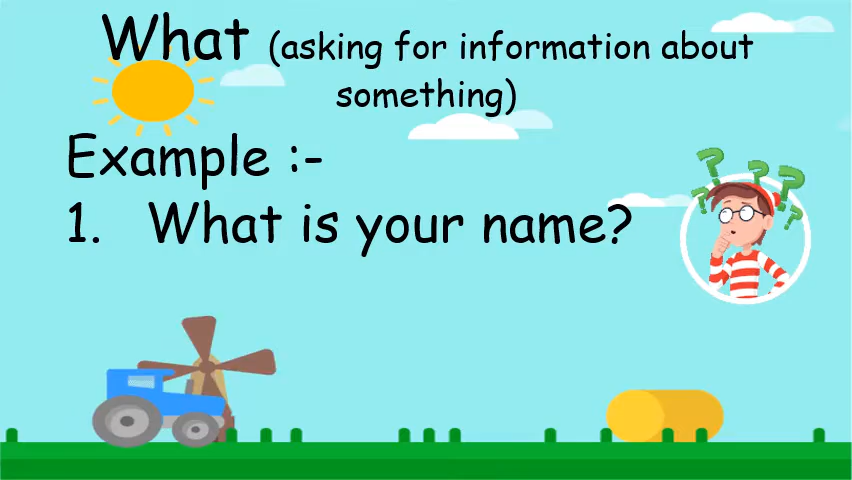 What (asking for information about
something)
Example :-
1. What is your name?